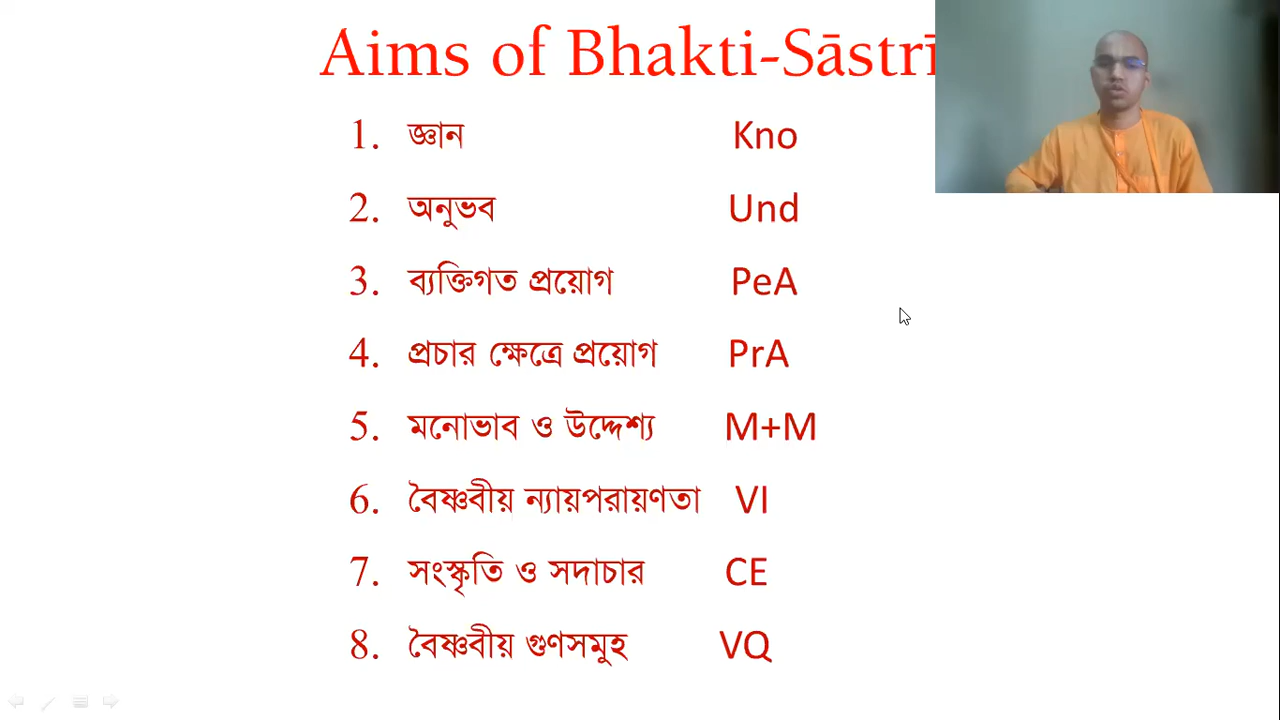 Aims of Bhakti-Sāstrī
1. জ্ঞান Kno
2. অনুভব Und
3. ব্যক্তিগত প্রয়োগ PeA
4. প্রচার ক্ষেত্রে প্রয়োগ PrA
5. মনোভাব ও উদ্দেশ্য M+M
6. বৈষ্ণবীয় ন্যায়পরায়ণতা VI
7. সংস্কৃতি ও সদাচার CE
8. বৈষ্ণবীয় গুণসমূহ VQ